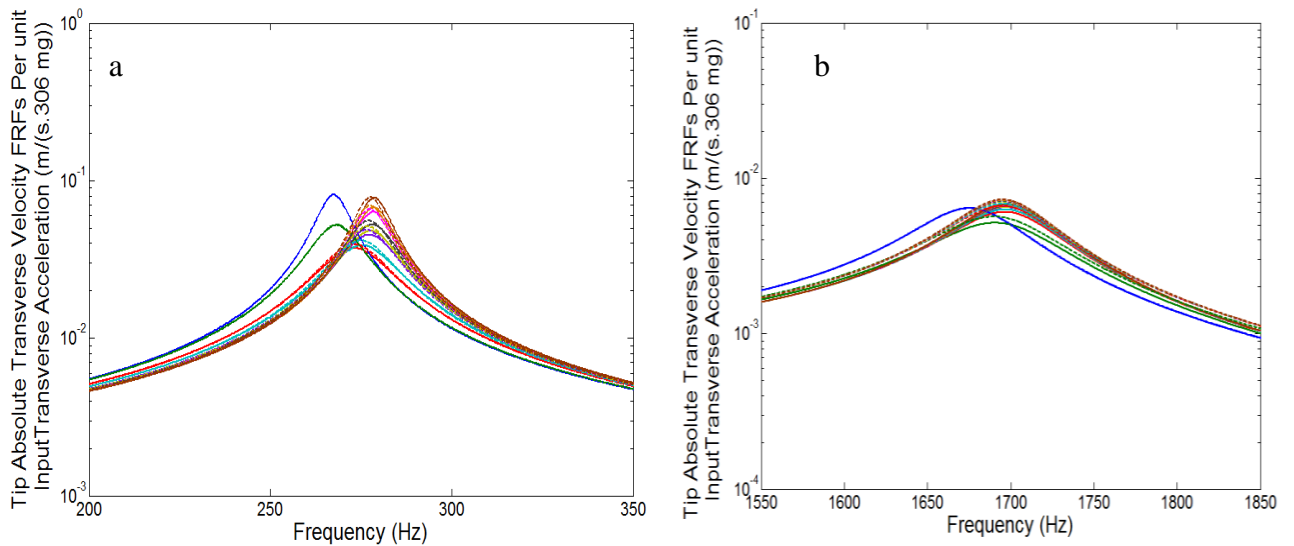 a
Tip Absolute Transverse Velocity FRFs Per unit
InputTransverse Acceleration (m/(s.306 mg))
10^0
10^-1
10^-2
10^-3
200
250
300
350
Frequency (Hz)
b
Tip Absolute Transverse Velocity FRFs Per unit
InputTransverse Acceleration (m/(s.306 mg))
10^-1
10^-2
10^-3
10^-4
1550
1600
1650
1700
1750
1800
1850
Frequency (Hz)